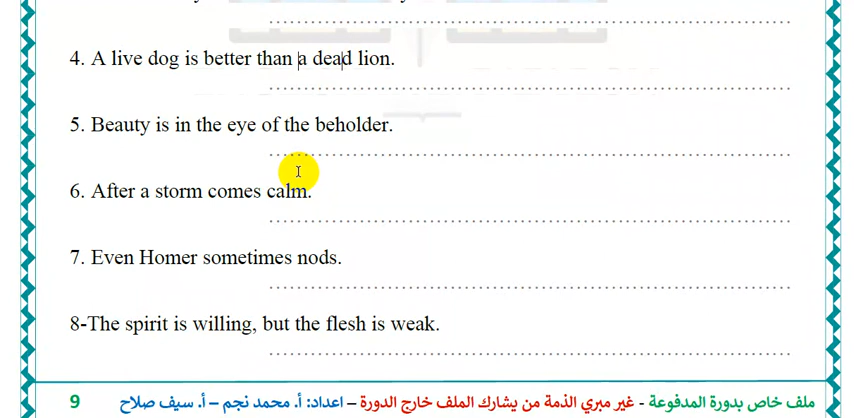 4. A live dog is better than a dead lion.
5. Beauty is in the eye of the beholder.
6. After a storm comes calm.
7. Even Homer sometimes nods.
8-The spirit is willing, but the flesh is weak.
ملف خاص بدورة المدفوعة - غير مبري الذمة من يشارك الملف خارج الدورة – اعداد: أ. محمد نجم – أ. سيف صلاح 9